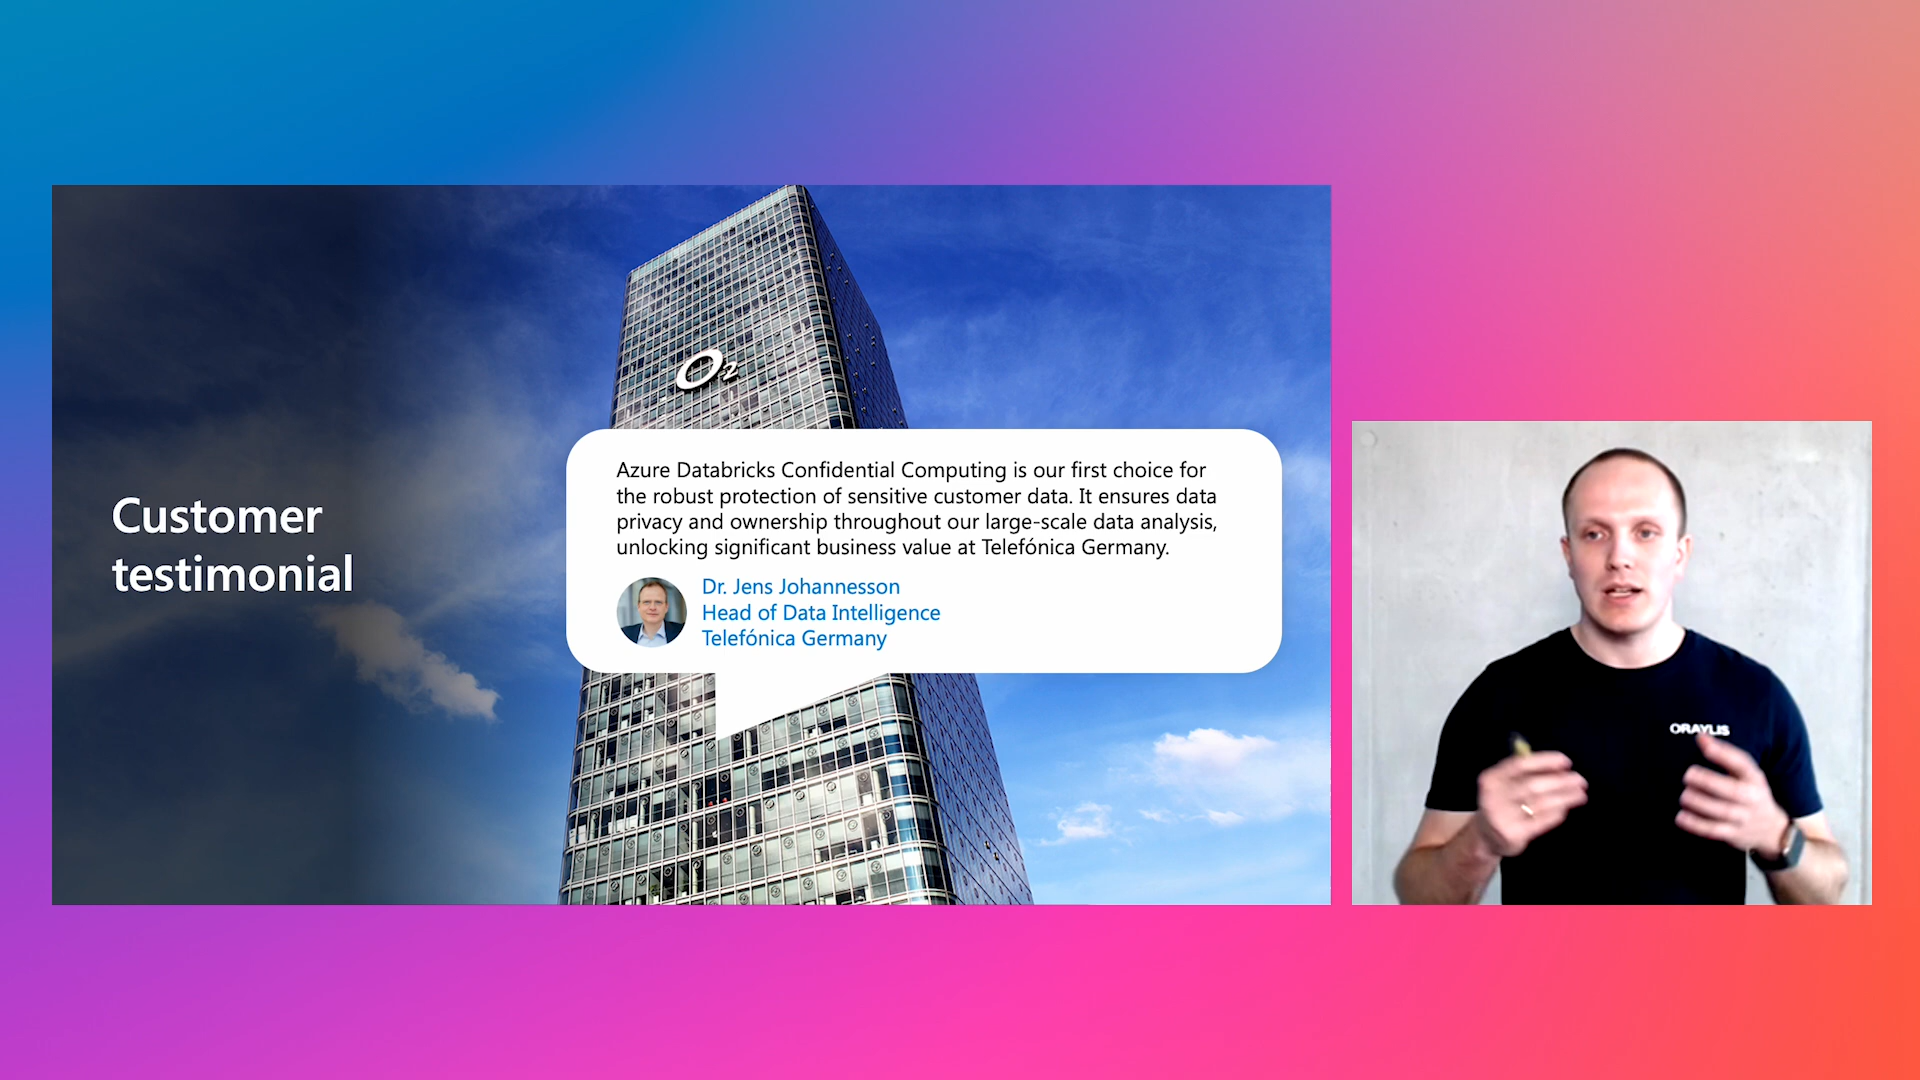 Customer
testimonial
O2
Azure Databricks Confidential Computing is our first choice for
the robust protection of sensitive customer data. It ensures data
privacy and ownership throughout our large-scale data analysis,
unlocking significant business value at Telefónica Germany.
Dr. Jens Johannesson
Head of Data Intelligence
Telefónica Germany
ORAYLIS